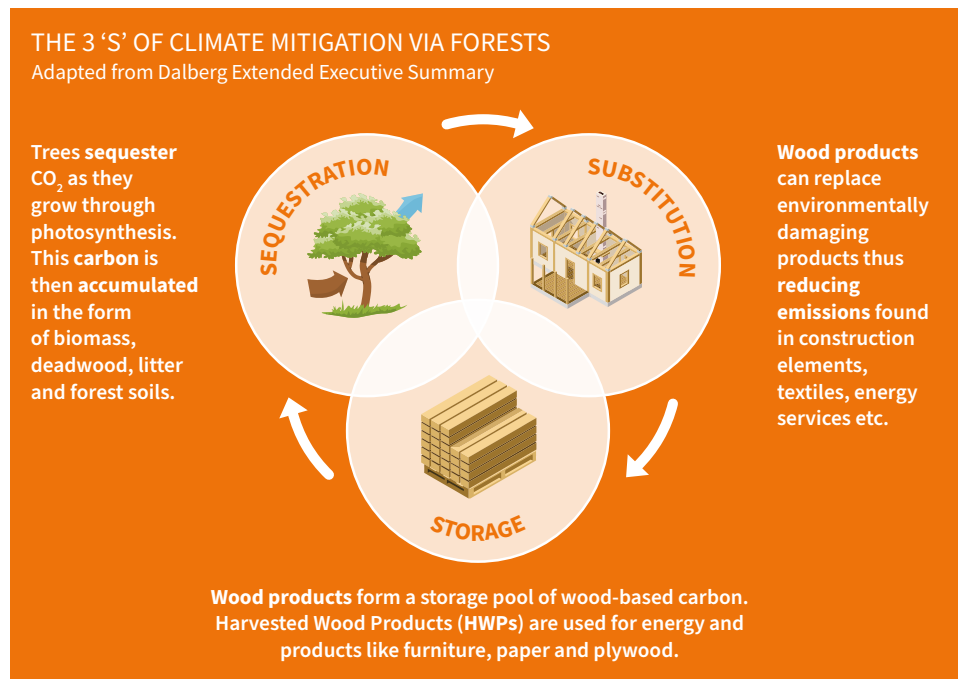 THE 3 ‘S’ OF CLIMATE MITIGATION VIA FORESTS
Adapted from Dalberg Extended Executive Summary
Trees sequester
CO₂ as they
grow through
photosynthesis.
This carbon is
then accumulated
in the form
of biomass,
deadwood, litter
and forest soils.
SEQUESTRATION
SUBSTITUTION
Wood products
can replace
environmentally
damaging
products thus
reducing
emissions found
in construction
elements,
textiles, energy
services etc.
STORAGE
Wood products form a storage pool of wood-based carbon.
Harvested Wood Products (HWPs) are used for energy and
products like furniture, paper and plywood.